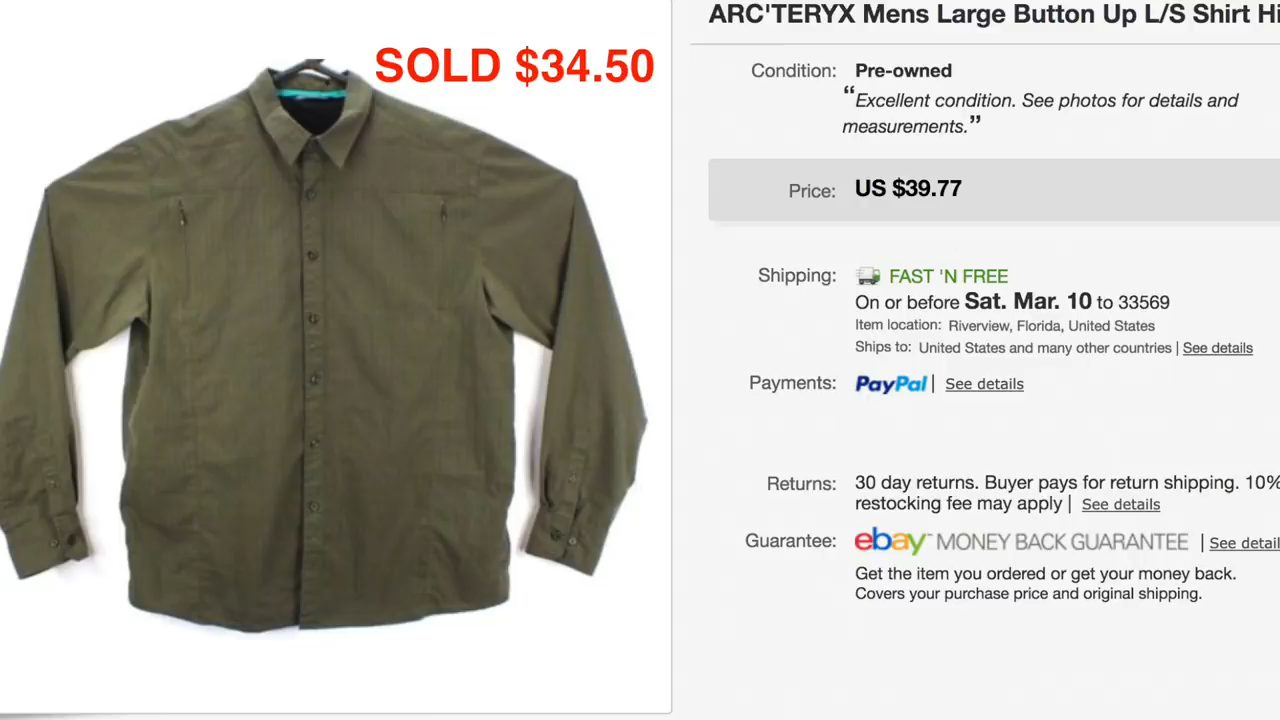 SOLD $34.50
ARC'TERYX Mens Large Button Up L/S Shirt Hi
Condition: Pre-owned
“Excellent condition. See photos for details and
measurements.”
Price: US $39.77
Shipping: FAST 'N FREE
On or before Sat. Mar. 10 to 33569
Item location: Riverview, Florida, United States
Ships to: United States and many other countries | See details
Payments: PayPal | See details
Returns: 30 day returns. Buyer pays for return shipping. 10%
restocking fee may apply | See details
Guarantee: ebay™ MONEY BACK GUARANTEE | See detail
Get the item you ordered or get your money back.
Covers your purchase price and original shipping.